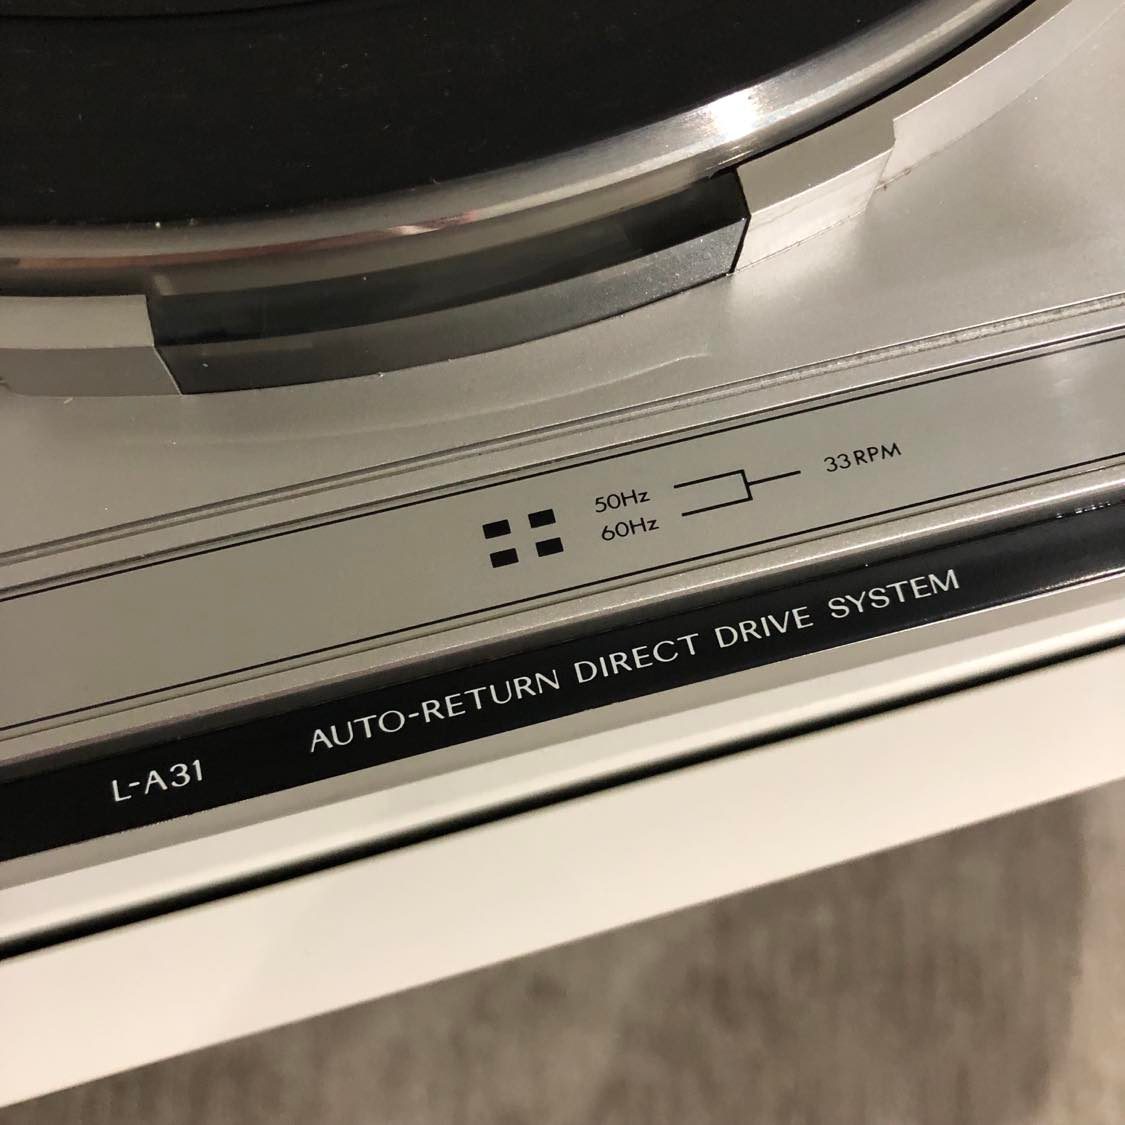 50Hz
60Hz
33RPM
L-A31 AUTO-RETURN DIRECT DRIVE SYSTEM